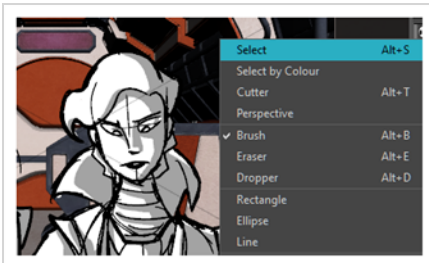 Select Alt+S
Select by Colour
Cutter Alt+T
Perspective
✓ Brush Alt+B
Eraser Alt+E
Dropper Alt+D
Rectangle
Ellipse
Line